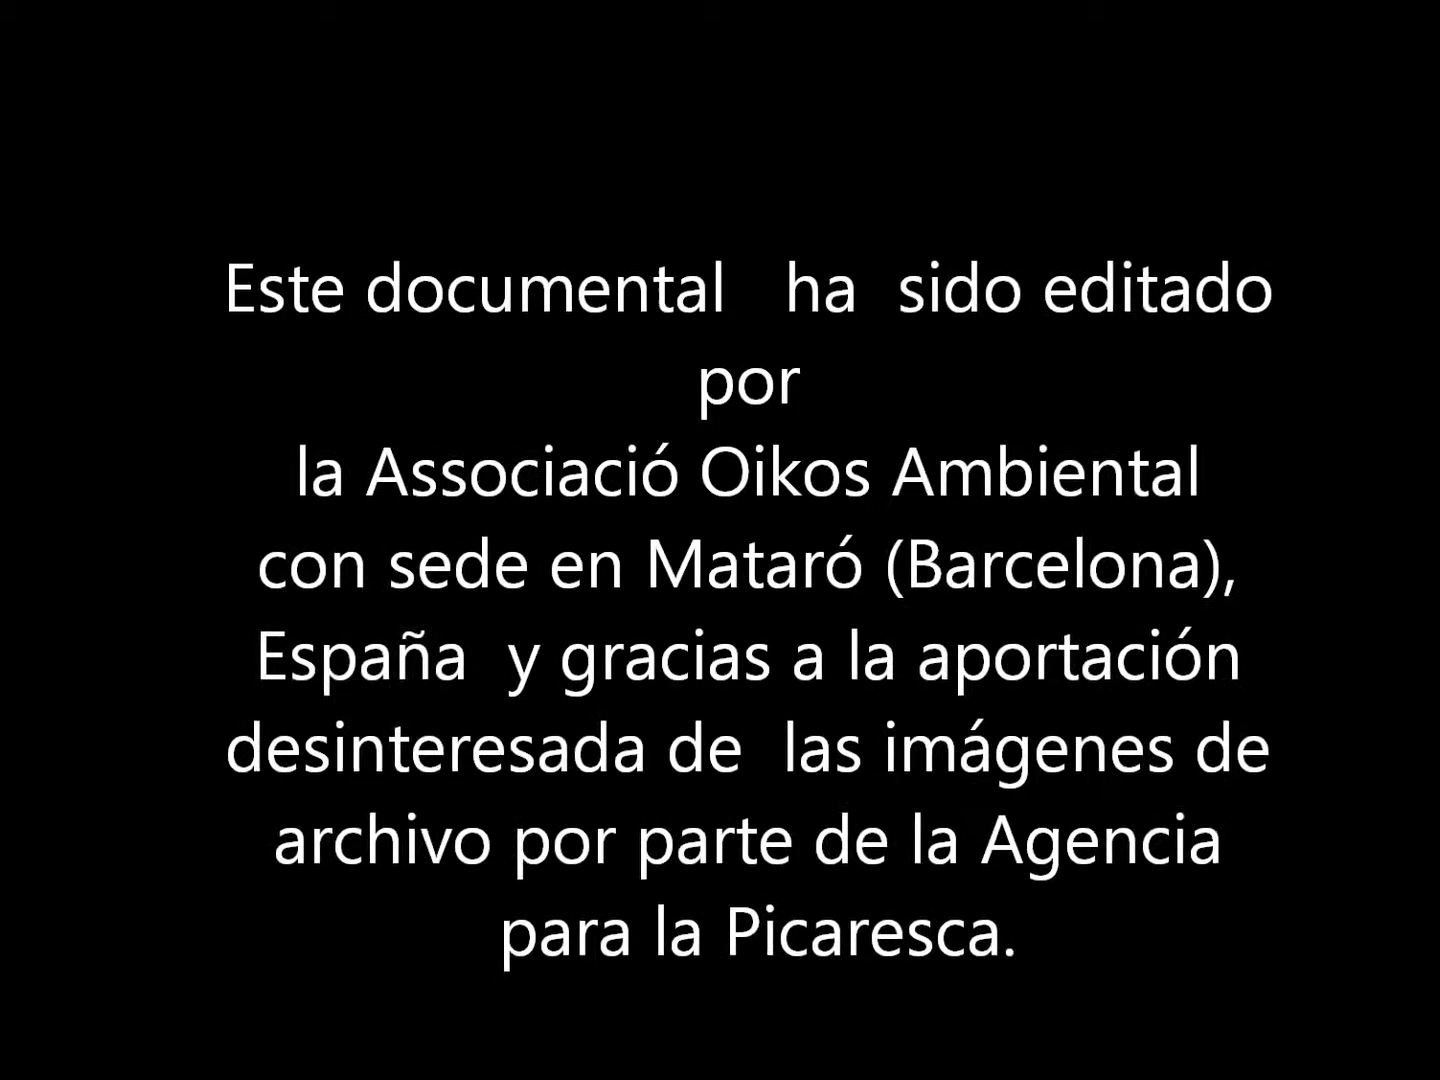 Este documental ha sido editado
por
la Associació Oikos Ambiental
con sede en Mataró (Barcelona),
España y gracias a la aportación
desinteresada de las imágenes de
archivo por parte de la Agencia
para la Picaresca.